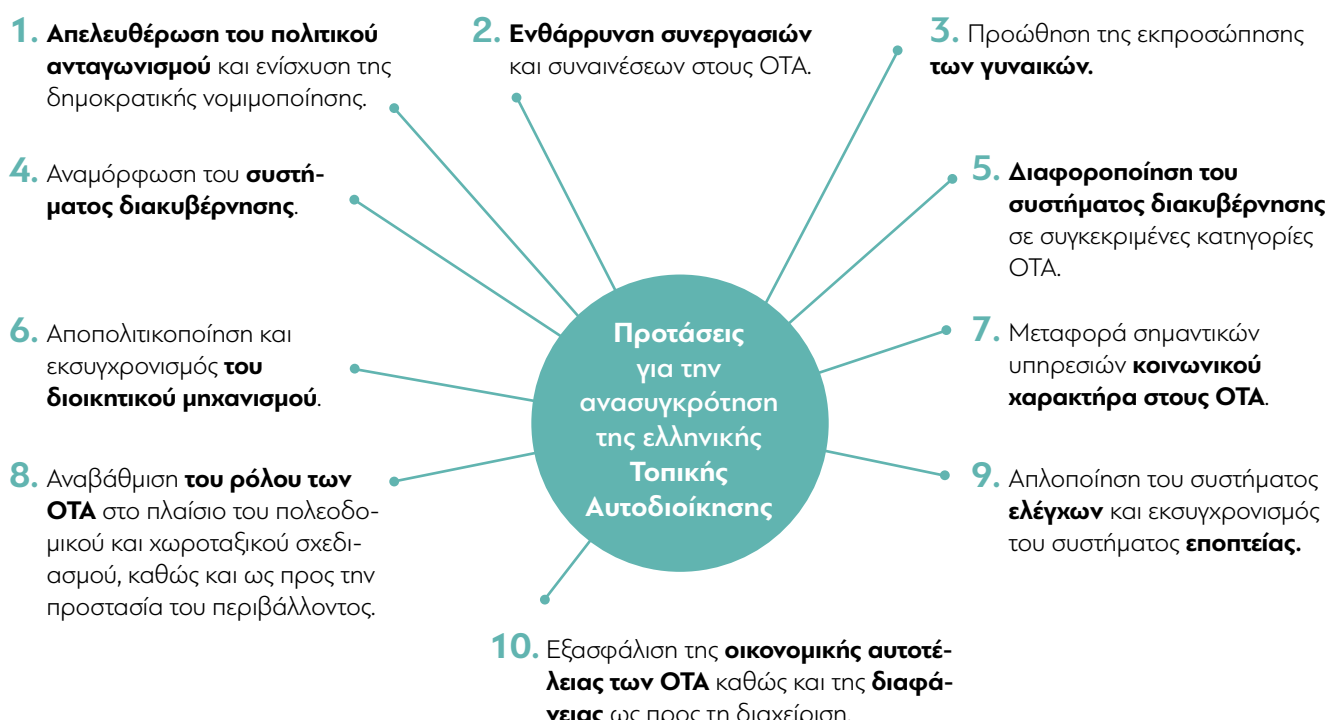 1. Απελευθέρωση του πολιτικού
ανταγωνισμού και ενίσχυση της
δημοκρατικής νομιμοποίησης.
2. Ενθάρρυνση συνεργασιών
και συναινέσεων στους ΟΤΑ.
3. Προώθηση της εκπροσώπησης
των γυναικών.
4. Αναμόρφωση του συστή-
ματος διακυβέρνησης.
5. Διαφοροποίηση του
συστήματος διακυβέρνησης
σε συγκεκριμένες κατηγορίες
ΟΤΑ.
6. Αποπολιτικοποίηση και
εκσυγχρονισμός του
διοικητικού μηχανισμού.
7. Μεταφορά σημαντικών
υπηρεσιών κοινωνικού
χαρακτήρα στους ΟΤΑ.
8. Αναβάθμιση του ρόλου των
ΟΤΑ στο πλαίσιο του πολεοδο-
μικού και χωροταξικού σχεδι-
ασμού, καθώς και ως προς την
προστασία του περιβάλλοντος.
9. Απλοποίηση του συστήματος
ελέγχων και εκσυγχρονισμός
του συστήματος εποπτείας.
10. Εξασφάλιση της οικονομικής αυτοτέ-
λειας των ΟΤΑ καθώς και της διαφά-
νειας ως προς τη διαχείριση.
Προτάσεις
για την
ανασυγκρότηση
της ελληνικής
Τοπικής
Αυτοδιοίκησης